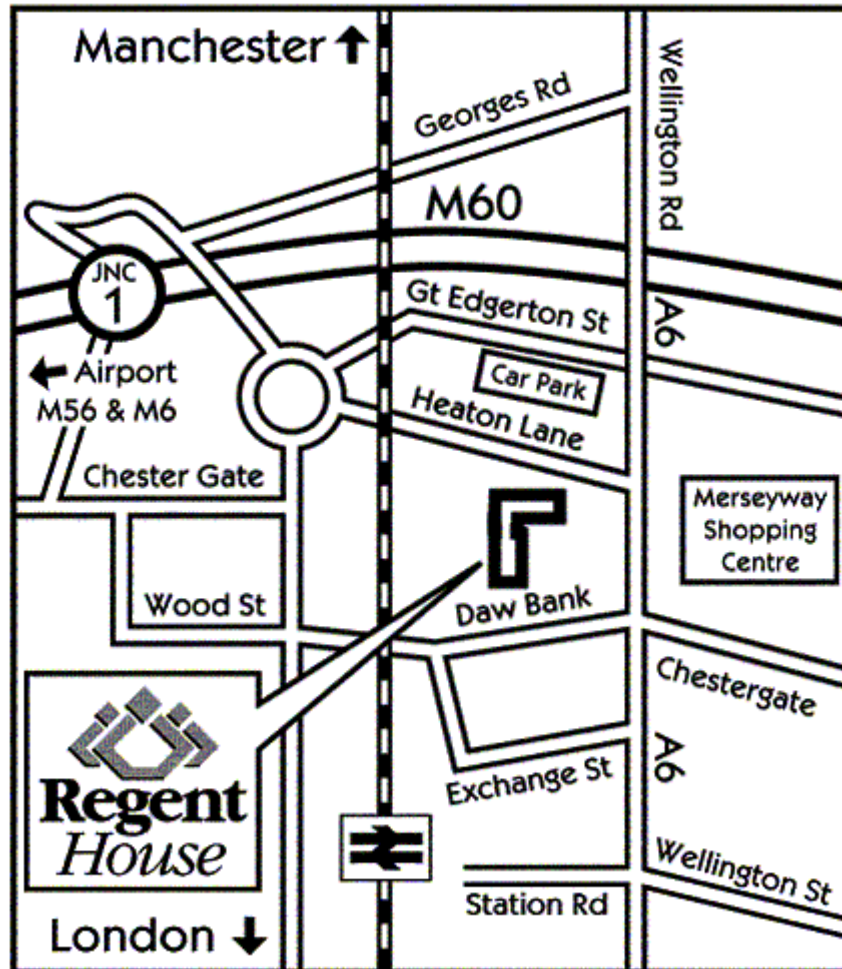 Manchester
Georges Rd
Wellington Rd
M60
JNC
1
Gt Edgerton St
A6
Airport
M56 & M6
Car Park
Heaton Lane
Chester Gate
Merseyway
Shopping
Centre
Wood St
Daw Bank
Chestergate
Regent
House
Exchange St
A6
Wellington St
Station Rd
London